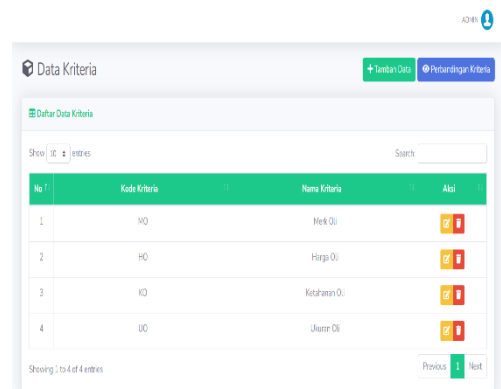 ADMIN
Data Kriteria
+ Tambah Data Perbandingan Kriteria
Daftar Data Kriteria
Show 10 entries Search:
No Kode Kriteria Nama Kriteria Aksi
1 MO Merk Oli
2 HO Harga Oli
3 KO Ketahanan Oli
4 UO Ukuran Oli
Showing 1 to 4 of 4 entries Previous 1 Next